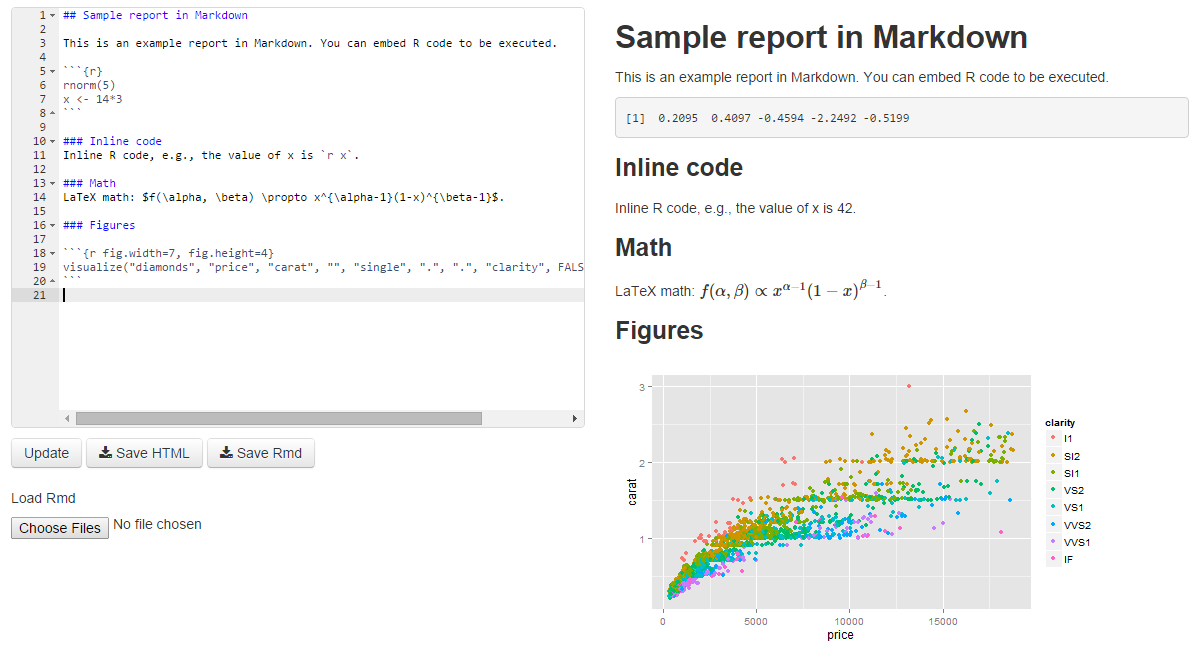 1 ## Sample report in Markdown
2
3 This is an example report in Markdown. You can embed R code to be executed.
4
5 ```{r}
6 rnorm(5)
7 x <- 14*3
8 ```
9
10 ### Inline code
11 Inline R code, e.g., the value of x is `r x`.
12
13 ### Math
14 LaTeX math: $f(\alpha, \beta) \propto x^{\alpha-1}(1-x)^{\beta-1}$.
15
16 ### Figures
17
18 ```{r fig.width=7, fig.height=4}
19 visualize("diamonds", "price", "carat", "", "single", ".", ".", "clarity", FALS
20 ```
21
Update
Save HTML
Save Rmd
Load Rmd
Choose Files No file chosen
Sample report in Markdown
This is an example report in Markdown. You can embed R code to be executed.
[1]  0.2095  0.4097 -0.4594 -2.2492 -0.5199
Inline code
Inline R code, e.g., the value of x is 42.
Math
LaTeX math: f(α, β) ∝ x^{α−1}(1 − x)^{β−1}.
Figures
3
2
1
carat
0 5000 10000 15000
price
clarity
I1
SI2
SI1
VS2
VS1
VVS2
VVS1
IF